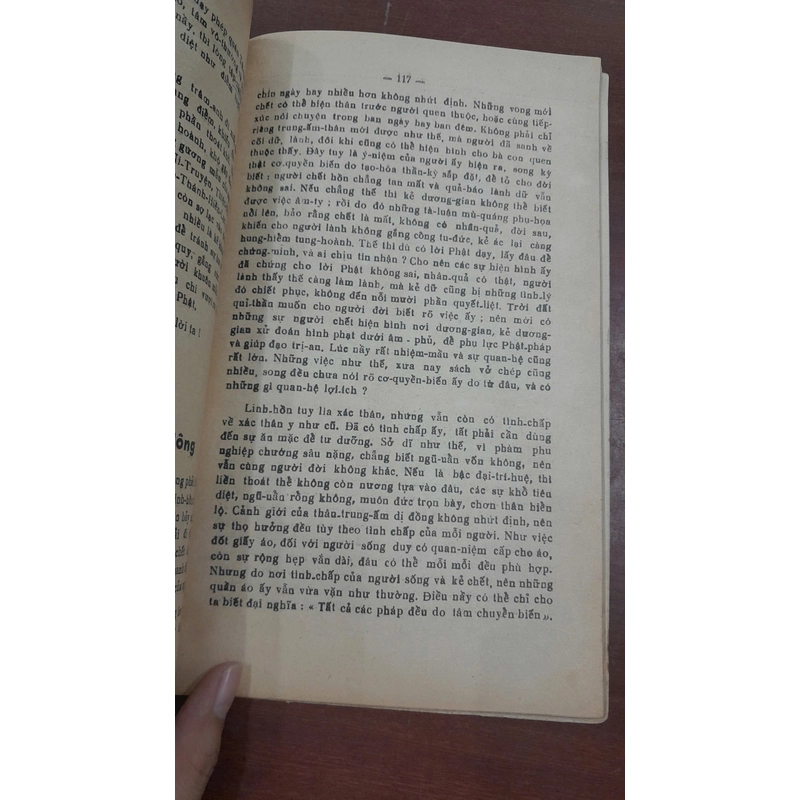 ay phép quán
, tâm vô-thường
nầy, thì lòng
diệt như điểm
— 117 —
chín ngày hay nhiều hơn không nhứt định. Những vong mới
chết có thể hiện thân trước người quen thuộc, hoặc cùng tiếp-
xúc nói chuyện trong ban ngày hay ban đêm. Không phải chỉ
riêng trung-ấm-thân mới được như thế, mà người đã sanh về
cõi dữ, lành, đôi khi cũng có thể hiện hình cho bà con quen
thuộc thấy. Đây tuy là ý-niệm của người ấy hiện ra, song kỳ
thật cơ-quyền biến do tạo-hóa thần-kỳ sắp đặt, để tỏ cho đời
biết : người chết hồn chẳng tan mất và quả-báo lành dữ vẫn
không sai. Nếu chẳng thế thì kẻ dương-gian không thể biết
được việc âm-ty ; rồi do đó những tà-luận mù-quáng phụ-họa
nổi lên, bảo rằng chết là mất, không có nhân-quả, đời sau,
khiến cho người lành không gắng công tu-đức, kẻ ác lại càng
hung-hiểm tung-hoành. Thế thì dù có lời Phật dạy, lấy đâu để
chứng-minh, và ai chịu tin nhận ? Cho nên các sự hiện hình ấy
đã chứng cho lời Phật không sai, nhân-quả có thật, người
lành thấy thế càng làm lành, mà kẻ dữ cũng bị những tình-lý
đó chiết phục, không đến nỗi mười phần quyết-liệt. Trời đất
quỉ-thần muốn cho người đời biết rõ việc ấy ; nên mới có
những sự người chết hiện hình nơi dương-gian, kẻ dương-
gian xử đoán hình phạt dưới âm - phủ, để phụ lực Phật-pháp
và giúp đạo trị-an. Lúc nầy rất nhiệm-mầu và sự quan-hệ cũng
rất lớn. Những việc như thế, xưa nay sách vở chép cũng
nhiều, song đều chưa nói rõ cơ-quyền-biến ấy do từ đâu, và có
những gì quan-hệ lợi-ích ?
Linh-hồn tuy lìa xác thân, nhưng vẫn còn có tình-chấp
về xác thân y như cũ. Đã có tình chấp ấy, tất phải cần dùng
đến sự ăn mặc để tư dưỡng. Sở dĩ như thế, vì phàm phu
nghiệp chướng sâu nặng, chẳng biết ngũ-uẩn vốn không, nên
vẫn cùng người đời không khác. Nếu là bậc đại-trí-huệ, thì
liền thoát thể không còn nương tựa vào đâu, các sự khổ tiêu
diệt, ngũ-uẩn rỗng không, muôn đức trọn bày, chơn thân hiển
lộ. Cảnh giới của thân-trung-ấm dị đồng không nhứt định, nên
sự thọ hưởng đều tùy theo tình chấp của mỗi người. Như việc
đốt giấy áo, đối với người sống duy có quan-niệm cấp cho áo,
còn sự rộng hẹp vắn dài, đâu có thể mỗi mỗi đều phù hợp.
Nhưng do nơi tình-chấp của người sống và kẻ chết, nên những
quần áo ấy vẫn vừa vặn như thường. Điều nầy có thể chỉ cho
ta biết đại nghĩa : « Tất cả các pháp đều do tâm chuyển biến ».